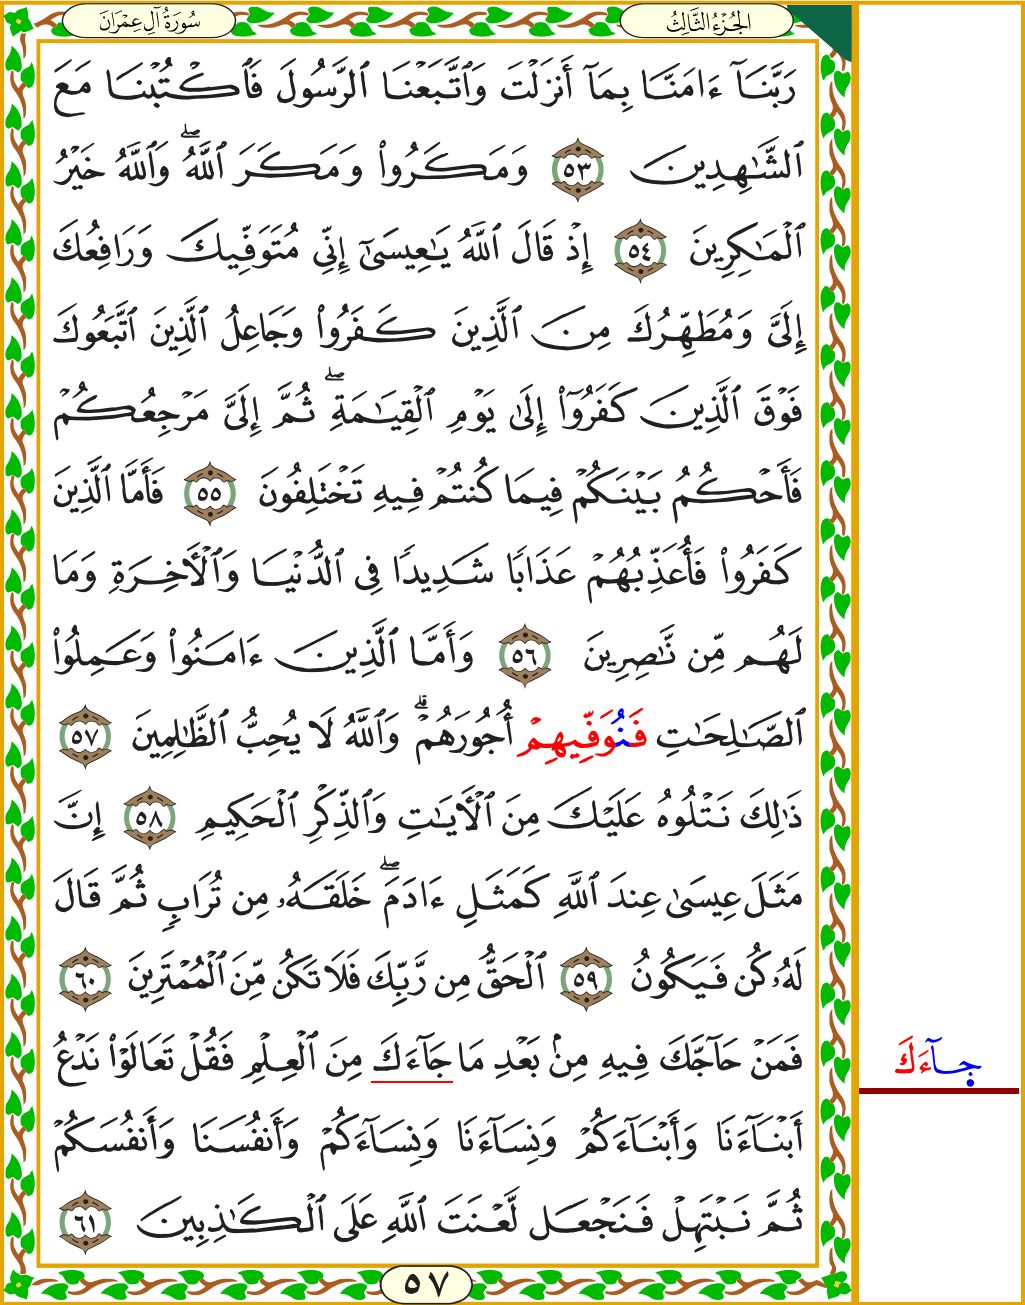 سُورَةُ آلِ عِمْرَان
الجُزْءُ الثَّالِثُ
رَبَّنَآ ءَامَنَّا بِمَآ أَنزَلْتَ وَٱتَّبَعْنَا ٱلرَّسُولَ فَٱكْتُبْنَا مَعَ
ٱلشَّٰهِدِينَ ٥٣ وَمَكَرُوا۟ وَمَكَرَ ٱللَّهُۖ وَٱللَّهُ خَيْرُ
ٱلْمَٰكِرِينَ ٥٤ إِذْ قَالَ ٱللَّهُ يَٰعِيسَىٰٓ إِنِّي مُتَوَفِّيكَ وَرَافِعُكَ
إِلَيَّ وَمُطَهِّرُكَ مِنَ ٱلَّذِينَ كَفَرُوا۟ وَجَاعِلُ ٱلَّذِينَ ٱتَّبَعُوكَ
فَوْقَ ٱلَّذِينَ كَفَرُوٓا۟ إِلَىٰ يَوْمِ ٱلْقِيَٰمَةِۖ ثُمَّ إِلَيَّ مَرْجِعُكُمْ
فَأَحْكُمُ بَيْنَكُمْ فِيمَا كُنتُمْ فِيهِ تَخْتَلِفُونَ ٥٥ فَأَمَّا ٱلَّذِينَ
كَفَرُوا۟ فَأُعَذِّبُهُمْ عَذَابًا شَدِيدًا فِي ٱلدُّنْيَا وَٱلْأَخِرَةِ وَمَا
لَهُم مِّن نَّٰصِرِينَ ٥٦ وَأَمَّا ٱلَّذِينَ ءَامَنُوا۟ وَعَمِلُوا۟
ٱلصَّٰلِحَٰتِ فَنُوَفِّيهِمْ أُجُورَهُمْۗ وَٱللَّهُ لَا يُحِبُّ ٱلظَّٰلِمِينَ ٥٧
ذَٰلِكَ نَتْلُوهُ عَلَيْكَ مِنَ ٱلْأَيَٰتِ وَٱلذِّكْرِ ٱلْحَكِيمِ ٥٨ إِنَّ
مَثَلَ عِيسَىٰ عِندَ ٱللَّهِ كَمَثَلِ ءَادَمَۖ خَلَقَهُۥ مِن تُرَابٍ ثُمَّ قَالَ
لَهُۥ كُن فَيَكُونُ ٥٩ ٱلْحَقُّ مِن رَّبِّكَ فَلَا تَكُن مِّنَ ٱلْمُمْتَرِينَ ٦٠
فَمَنْ حَآجَّكَ فِيهِ مِنۢ بَعْدِ مَا جَآءَكَ مِنَ ٱلْعِلْمِ فَقُلْ تَعَالَوْا۟ نَدْعُ
جَآءَكَ
أَبْنَآءَنَا وَأَبْنَآءَكُمْ وَنِسَآءَنَا وَنِسَآءَكُمْ وَأَنفُسَنَا وَأَنفُسَكُمْ
ثُمَّ نَبْتَهِلْ فَنَجْعَل لَّعْنَتَ ٱللَّهِ عَلَى ٱلْكَٰذِبِينَ ٦١
٥٧